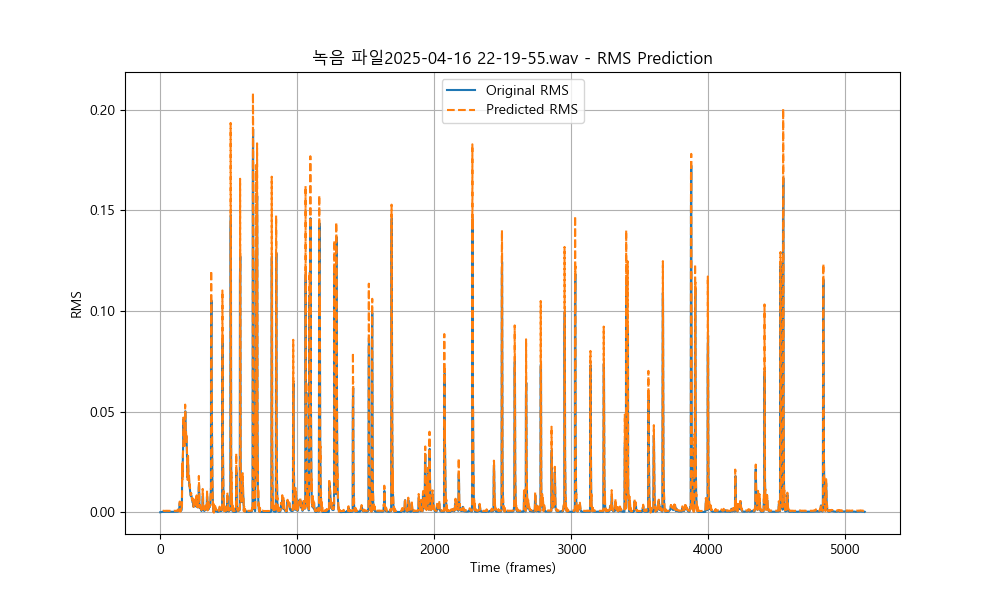 녹음 파일2025-04-16 22-19-55.wav - RMS Prediction
Original RMS
Predicted RMS
RMS
0.20
0.15
0.10
0.05
0.00
0 1000 2000 3000 4000 5000
Time (frames)